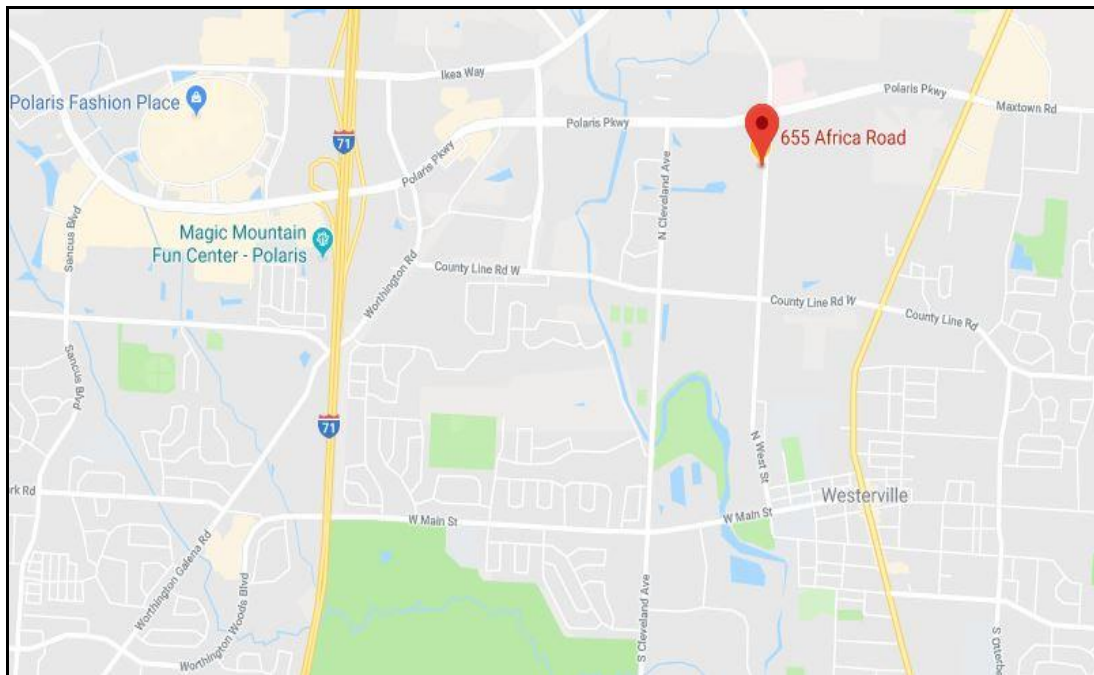 Ikea Way
Polaris Pkwy
Maxtown Rd
Polaris Fashion Place
Polaris Pkwy
655 Africa Road
71
Polaris Pkwy
N Cleveland Ave
Sancus Blvd
Magic Mountain
Fun Center - Polaris
Worthington Rd
County Line Rd W
County Line Rd W
County Line Rd
Sancus Blvd
71
N West St
rk Rd
Westerville
W Main St
W Main St
Worthington Galena Rd
Worthington Woods Blvd
S Cleveland Ave
S Otterbe